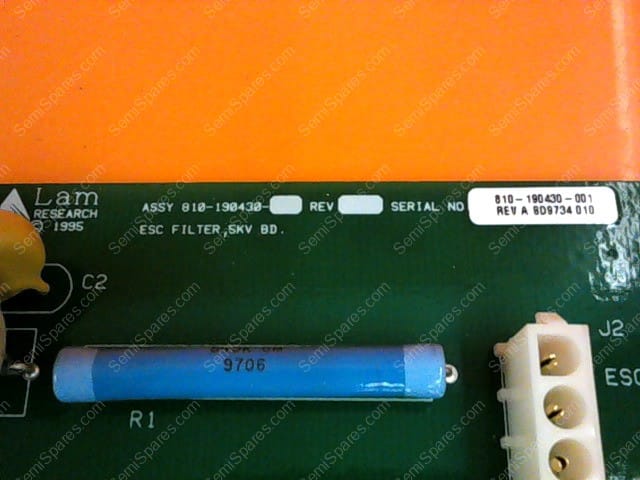 Lam
RESEARCH
© 1995
ASSY 810-190430- REV SERIAL NO
ESC FILTER,5KV BD.
810-190430-001
REV A BD9734 010
C2
9706
R1
J2
ESC
SemiSpares.com